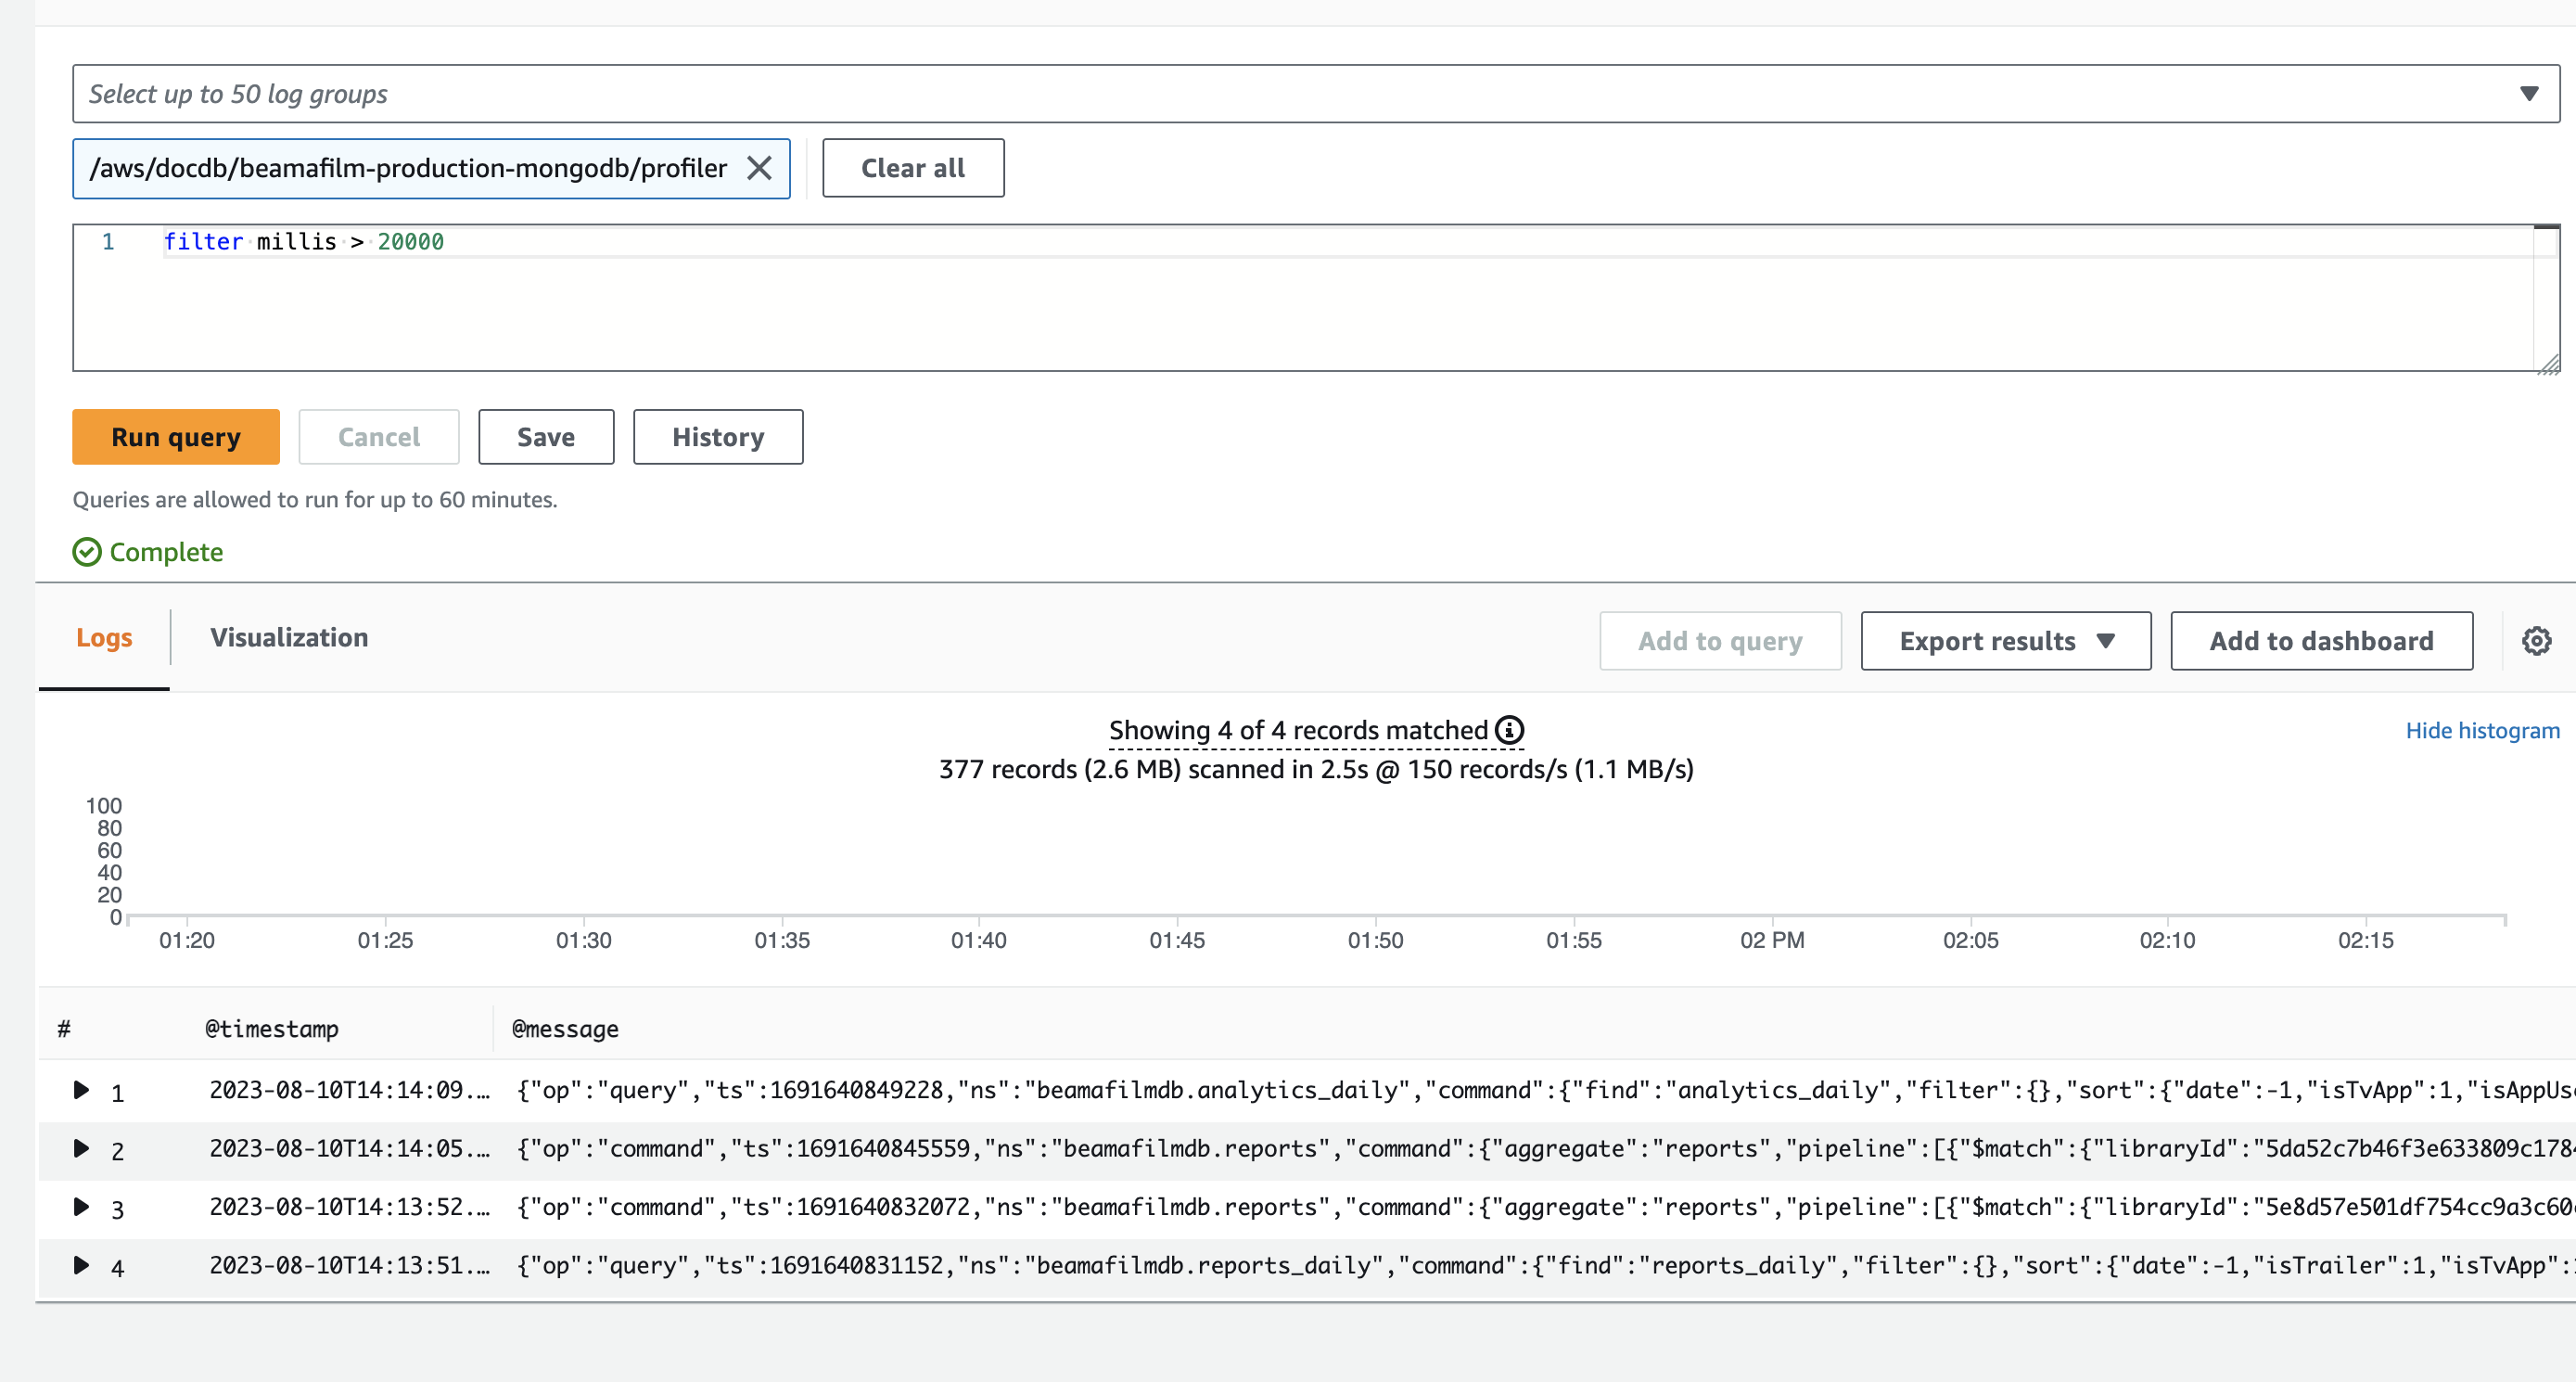 Select up to 50 log groups
/aws/docdb/beamafilm-production-mongodb/profiler
Clear all
1 filter millis > 20000
Run query Cancel Save History
Queries are allowed to run for up to 60 minutes.
Complete
Logs Visualization Add to query Export results Add to dashboard
Showing 4 of 4 records matched
Hide histogram
377 records (2.6 MB) scanned in 2.5s @ 150 records/s (1.1 MB/s)
100
80
60
40
20
0
01:20 01:25 01:30 01:35 01:40 01:45 01:50 01:55 02 PM 02:05 02:10 02:15
# @timestamp @message
1 2023-08-10T14:14:09.… {"op":"query","ts":1691640849228,"ns":"beamafilmdb.analytics_daily","command":{"find":"analytics_daily","filter":{},"sort":{"date":-1,"isTvApp":1,"isAppUs
2 2023-08-10T14:14:05.… {"op":"command","ts":1691640845559,"ns":"beamafilmdb.reports","command":{"aggregate":"reports","pipeline":[{"$match":{"libraryId":"5da52c7b46f3e633809c178
3 2023-08-10T14:13:52.… {"op":"command","ts":1691640832072,"ns":"beamafilmdb.reports","command":{"aggregate":"reports","pipeline":[{"$match":{"libraryId":"5e8d57e501df754cc9a3c60
4 2023-08-10T14:13:51.… {"op":"query","ts":1691640831152,"ns":"beamafilmdb.reports_daily","command":{"find":"reports_daily","filter":{},"sort":{"date":-1,"isTrailer":1,"isTvApp":